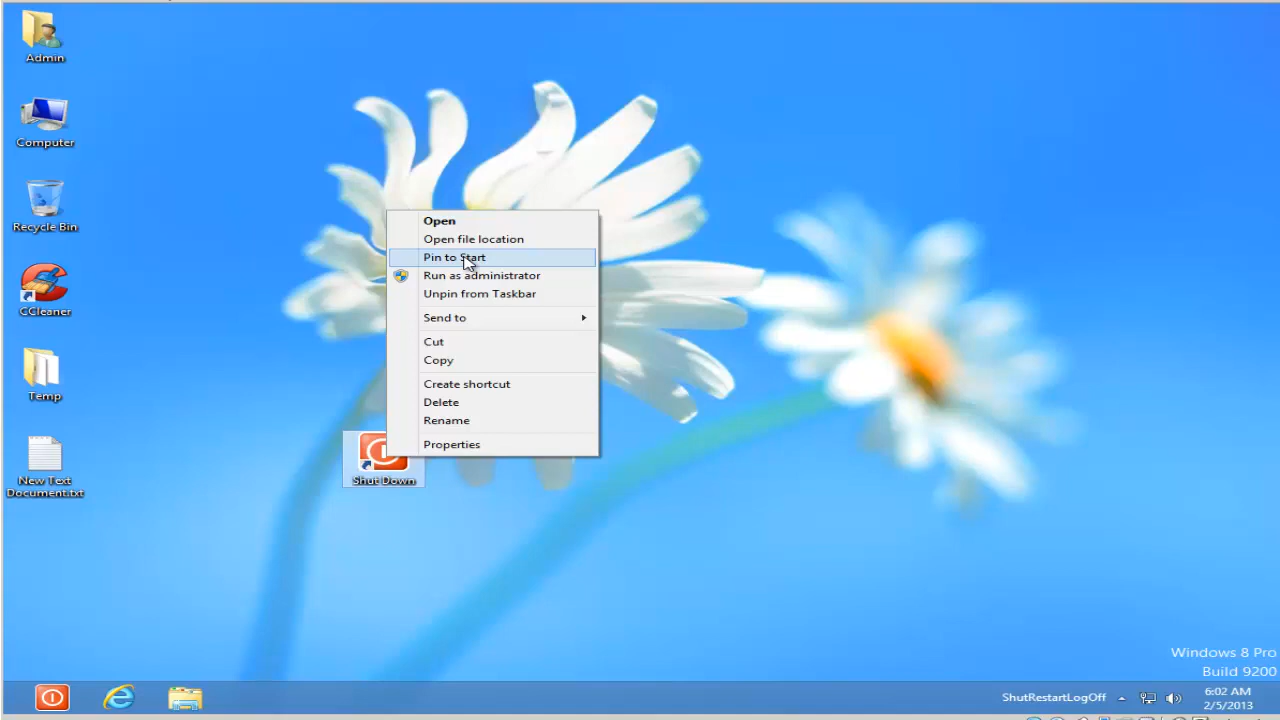 Admin
Computer
Recycle Bin
CCleaner
Temp
New Text
Document.txt
Open
Open file location
Pin to Start
Run as administrator
Unpin from Taskbar
Send to
Cut
Copy
Create shortcut
Delete
Rename
Properties
Shut Down
Windows 8 Pro
Build 9200
ShutRestartLogOff
6:02 AM
2/5/2013